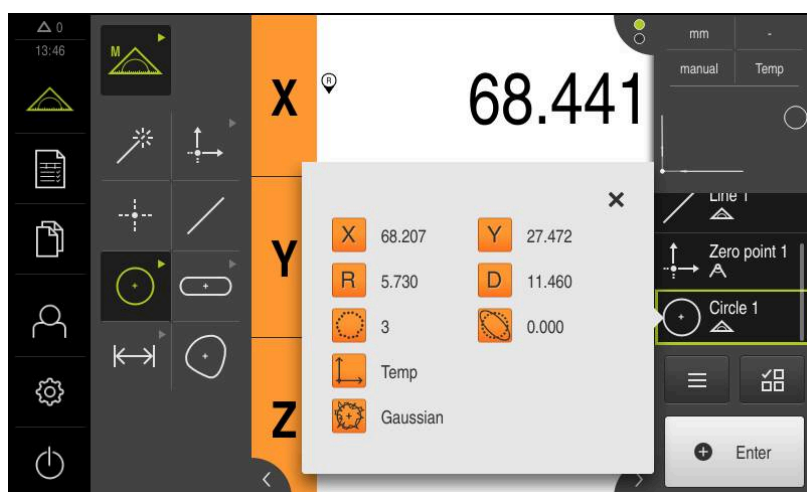 0
13:46
M
X
R
68.441
mm
-
manual
Temp
X
68.207
Y
27.472
R
5.730
D
11.460
3
0.000
Temp
Gaussian
Y
Z
Line 1
Zero point 1
Circle 1
Enter